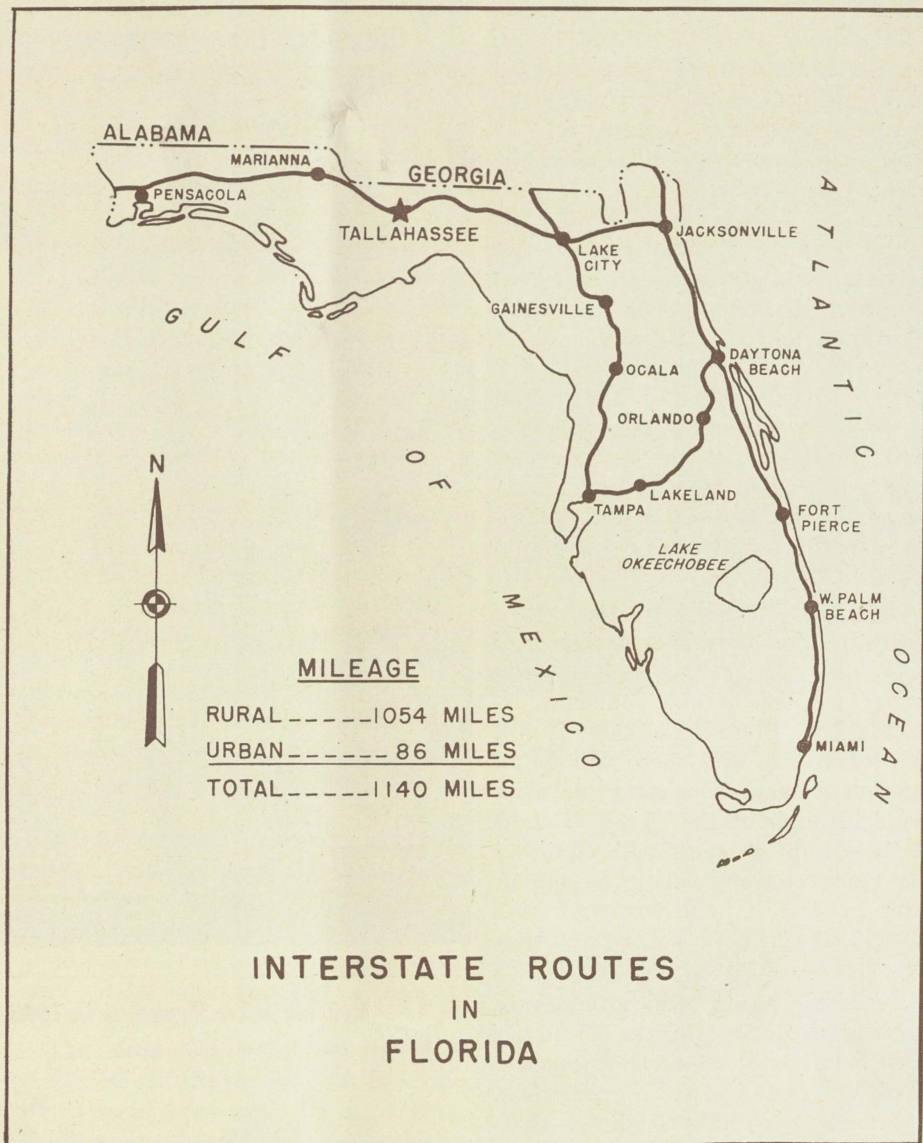 ALABAMA
MARIANNA
GEORGIA
PENSACOLA
TALLAHASSEE
LAKE
CITY
JACKSONVILLE
GAINESVILLE
OCALA
DAYTONA
BEACH
ORLANDO
TAMPA
LAKELAND
FORT
PIERCE
LAKE
OKEECHOBEE
W. PALM
BEACH
MIAMI
GULF
OF
MEXICO
ATLANTIC
OCEAN
N
MILEAGE
RURAL-----1054 MILES
URBAN------ 86 MILES
TOTAL-----1140 MILES
INTERSTATE ROUTES
IN
FLORIDA